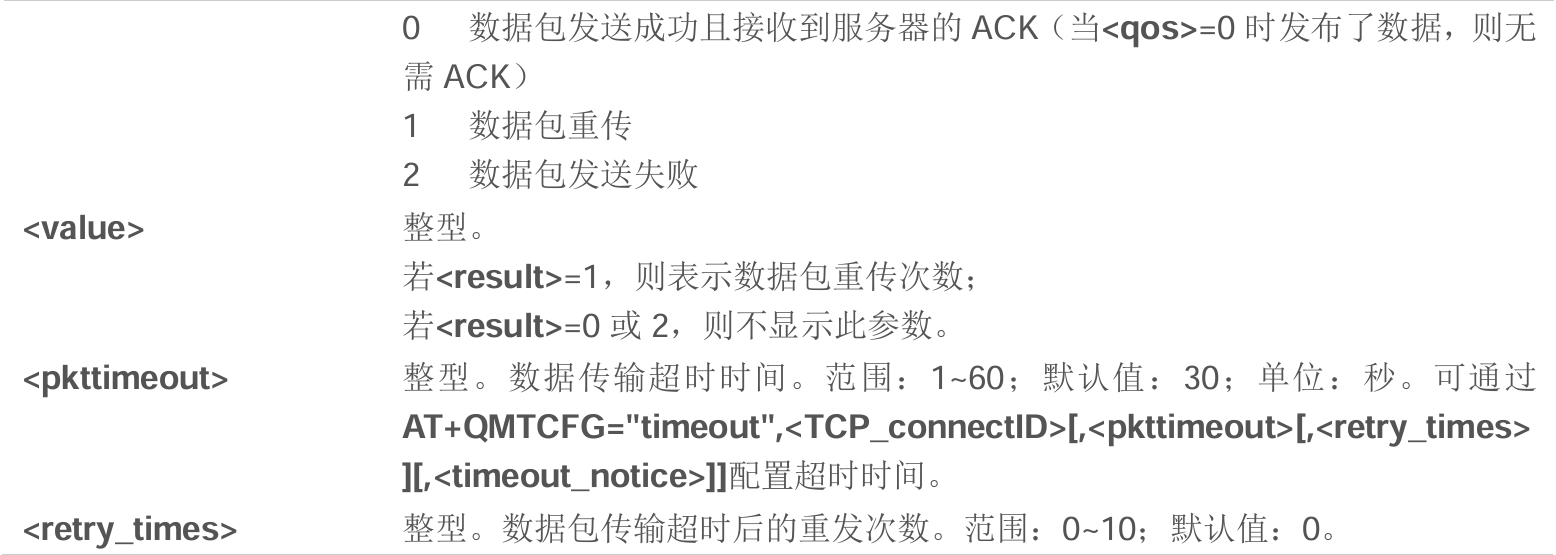 0 数据包发送成功且接收到服务器的 ACK（当<qos>=0 时发布了数据，则无
需 ACK）
1 数据包重传
2 数据包发送失败
<value> 整型。
若<result>=1，则表示数据包重传次数；
若<result>=0 或 2，则不显示此参数。
<pkttimeout> 整型。数据传输超时时间。范围：1~60；默认值：30；单位：秒。可通过
AT+QMTCFG="timeout",<TCP_connectID>[,<pkttimeout>[,<retry_times>
][,<timeout_notice>]]配置超时时间。
<retry_times> 整型。数据包传输超时后的重发次数。范围：0~10；默认值：0。